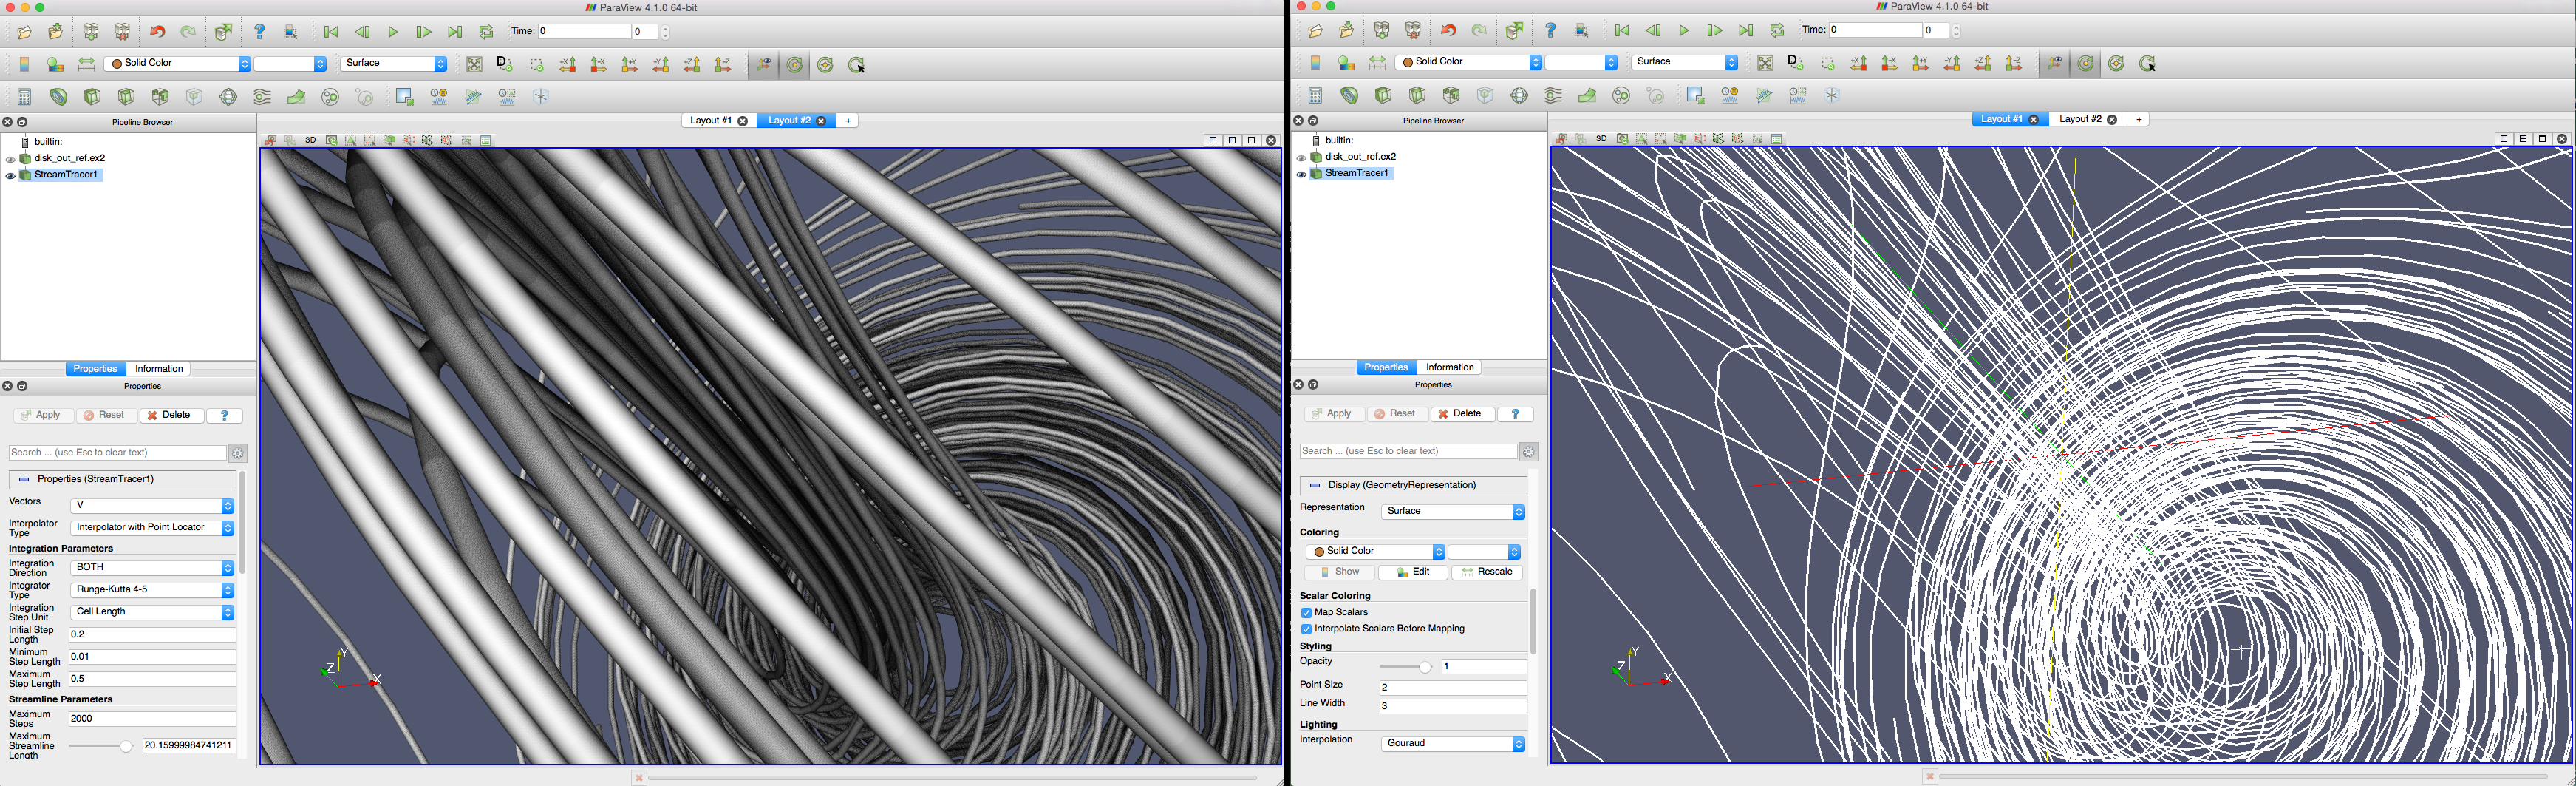 ParaView 4.1.0 64-bit
Time: 0
0
Solid Color
Surface
Pipeline Browser
Layout #1
Layout #2
+
3D
builtin:
disk_out_ref.ex2
StreamTracer1
Properties
Information
Properties
Apply
Reset
Delete
?
Search ... (use Esc to clear text)
Properties (StreamTracer1)
Vectors
V
Interpolator
Type
Interpolator with Point Locator
Integration Parameters
Integration
Direction
BOTH
Integrator
Type
Runge-Kutta 4-5
Integration
Step Unit
Cell Length
Initial Step
Length
0.2
Minimum
Step Length
0.01
Maximum
Step Length
0.5
Streamline Parameters
Maximum
Steps
2000
Maximum
Streamline
Length
20.15999984741211
Y
Z
X
ParaView 4.1.0 64-bit
Time: 0
0
Solid Color
Surface
Pipeline Browser
Layout #1
Layout #2
+
3D
builtin:
disk_out_ref.ex2
StreamTracer1
Properties
Information
Properties
Apply
Reset
Delete
?
Search ... (use Esc to clear text)
Display (GeometryRepresentation)
Representation
Surface
Coloring
Solid Color
Show
Edit
Rescale
Scalar Coloring
Map Scalars
Interpolate Scalars Before Mapping
Styling
Opacity
1
Point Size
2
Line Width
3
Lighting
Interpolation
Gouraud
Y
Z
X